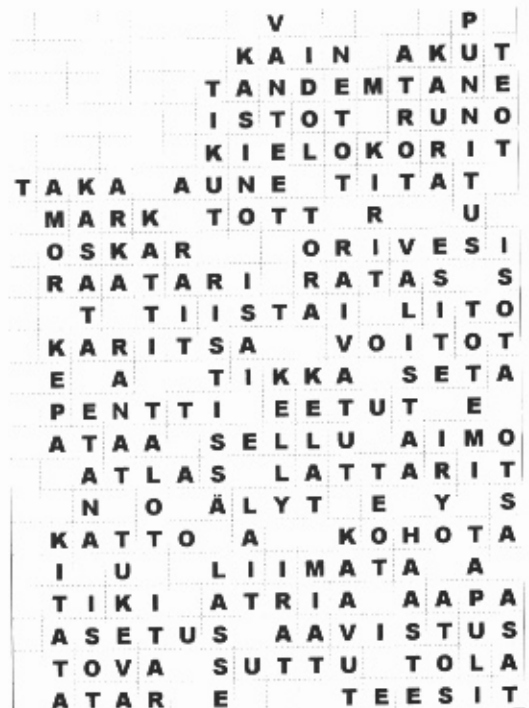 V P
KAIN AKUT
TANDEMTANE
ISTOT RUNO
KIELOKORIT
TAKA AUNE TITAT
MARK TOTT R U
OSKAR ORIVESI
RAATARI RATAS S
T TIISTAI LITO
KARITSA VOITOT
E A TIKKA SETA
PENTTI EETUT E
ATAA SELLU AIMO
ATLAS LATTARIT
N O ÄLYT E Y S
KATTO A KOHOTA
I U LIIMATA A
TIKI ATRIA AAPA
ASETUS AAVISTUS
TOVA SUTTU TOLA
ATAR E TEESIT